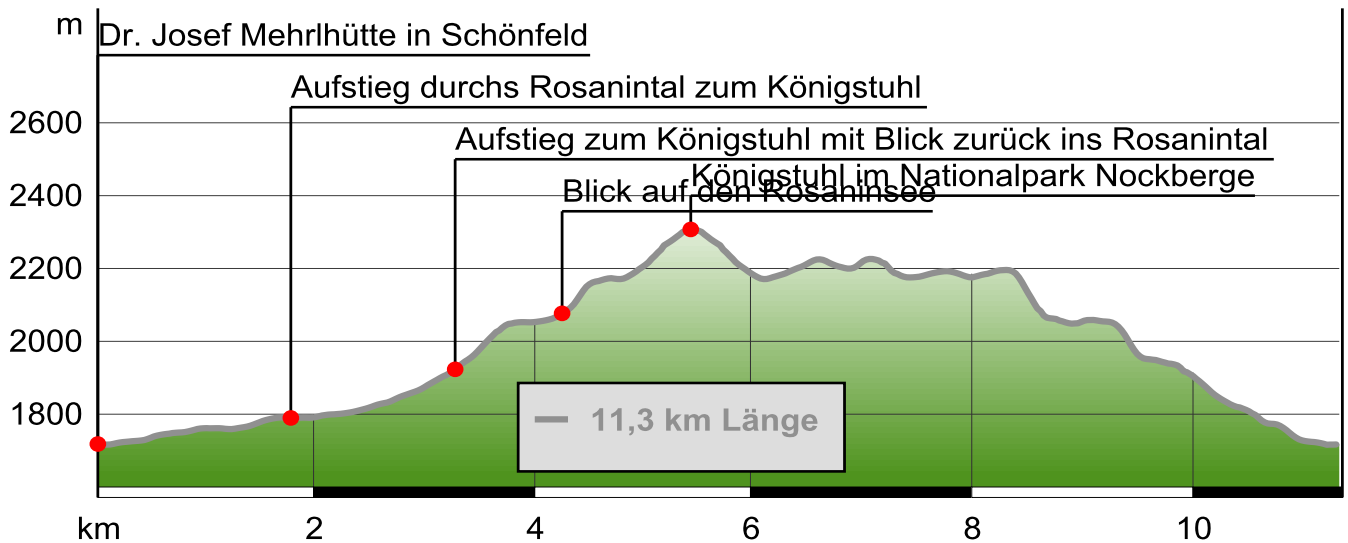 m
Dr. Josef Mehrlhütte in Schönfeld
Aufstieg durchs Rosanintal zum Königstuhl
2600
Aufstieg zum Königstuhl mit Blick zurück ins Rosanintal
Königstuhl im Nationalpark Nockberge
2400
Blick auf den Rosaninsee
2200
2000
1800
11,3 km Länge
km 2 4 6 8 10